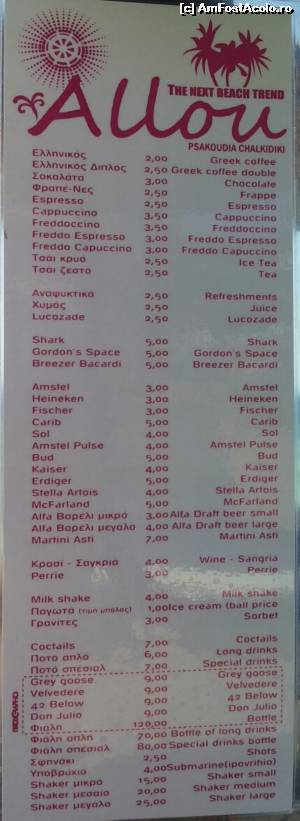 [c] AmFostAcolo.ro
Allou
THE NEXT BEACH TREND
PSAKOUDIA CHALKIDIKI
Ελληνικός 2,00 Greek coffee
Ελληνικός Διπλός 2,50 Greek coffee double
Σοκολάτα 3,00 Chocolate
Φραπέ-Νες 2,50 Frappe
Espresso 2,50 Espresso
Cappuccino 3,50 Cappuccino
Freddoccino 3,50 Freddoccino
Freddo Espresso 3,00 Freddo Espresso
Freddo Capuccino 3,00 Freddo Capuccino
Τσάι κρυό 2,50 Ice Tea
Τσάι ζεστό 2,50 Tea
Αναψυκτικά 2,50 Refreshments
Χυμός 2,50 Juice
Lucozade 2,50 Lucozade
Shark 5,00 Shark
Gordon's Space 5,00 Gordon's Space
Breezer Bacardi 5,00 Breezer Bacardi
Amstel 3,00 Amstel
Heineken 3,00 Heineken
Fischer 3,00 Fischer
Carib 5,00 Carib
Sol 4,00 Sol
Amstel Pulse 4,00 Amstel Pulse
Bud 5,00 Bud
Kaiser 4,00 Kaiser
Erdiger 5,00 Erdiger
Stella Artois 4,00 Stella Artois
McFarland 5,00 McFarland
Alfa Βαρέλι μικρό 3,00 Alfa Draft beer small
Alfa Βαρέλι μεγάλο 4,00 Alfa Draft beer large
Martini Asti 7,00 Martini Asti
Κρασί - Σαγκρία 4,00 Wine - Sangria
Perrie 3,00 Perrie
Milk shake 4,00 Milk shake
Παγωτό (τιμή μπάλας) 1,00 Ice cream (ball price
Γρανίτες 3,00 Sorbet
Coctails 7,00 Coctails
Ποτό απλό 6,00 Long drinks
Ποτό σπέσιαλ 7,00 Special drinks
Grey goose 9,00 Grey goose
Velvedere 9,00 Velvedere
42 Below 9,00 42 Below
Don Julio 9,00 Don Julio
Φιάλη 120,00 Bottle
Φιάλη απλή 70,00 Bottle of long drinks
Φιάλη σπέσιαλ 80,00 Special drinks bottle
Σφηνάκι 2,50 Shots
Υποβρύχιο 4,00 Submarine(ipovrihio)
Shaker μικρό 15,00 Shaker small
Shaker μεσαίο 20,00 Shaker medium
Shaker μεγάλο 25,00 Shaker large